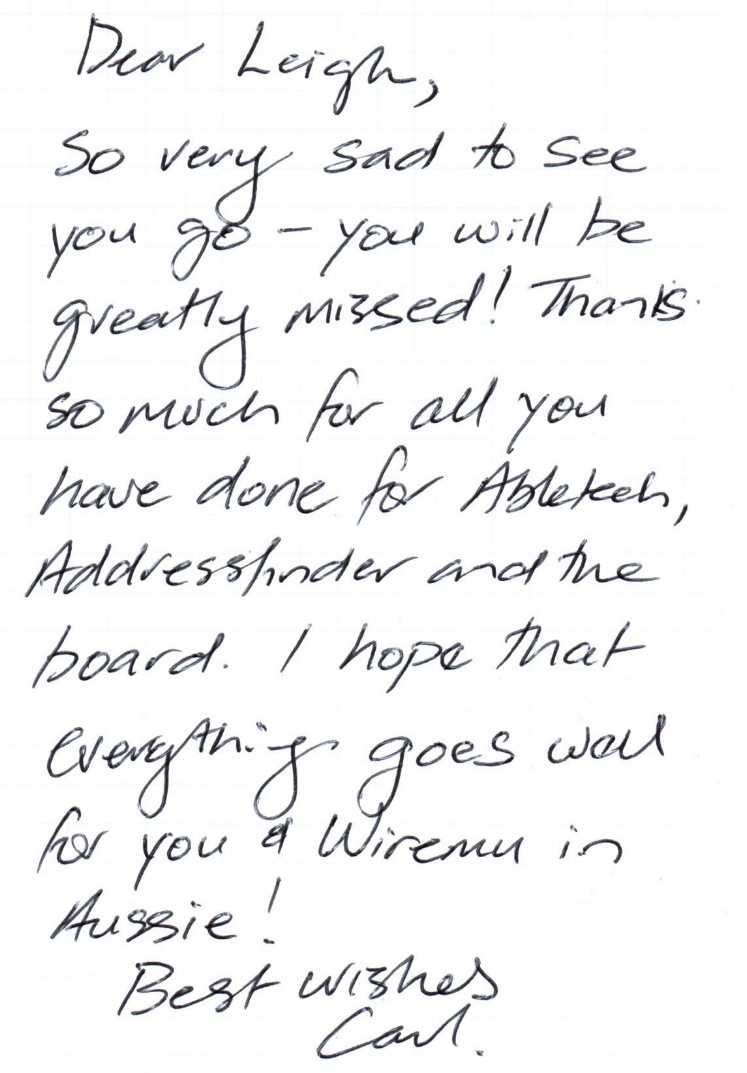 Dear Leigh,
So very sad to see
you go – you will be
greatly missed! Thanks
so much for all you
have done for Abletech,
Addressfinder and the
board. I hope that
everything goes well
for you & Wiremu in
Aussie!
Best wishes
Carl.